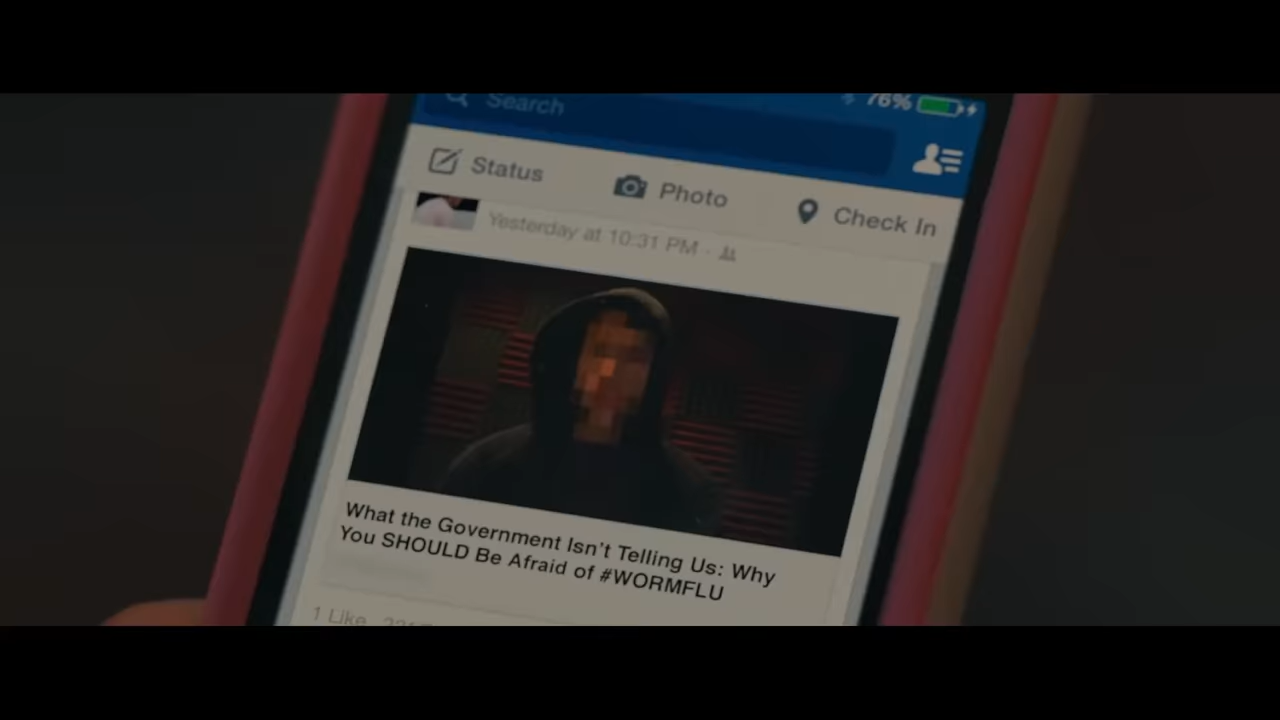 Search
76%
Status
Photo
Check In
Yesterday at 10:31 PM
What the Government Isn't Telling Us: Why
You SHOULD Be Afraid of #WORMFLU
1 Like